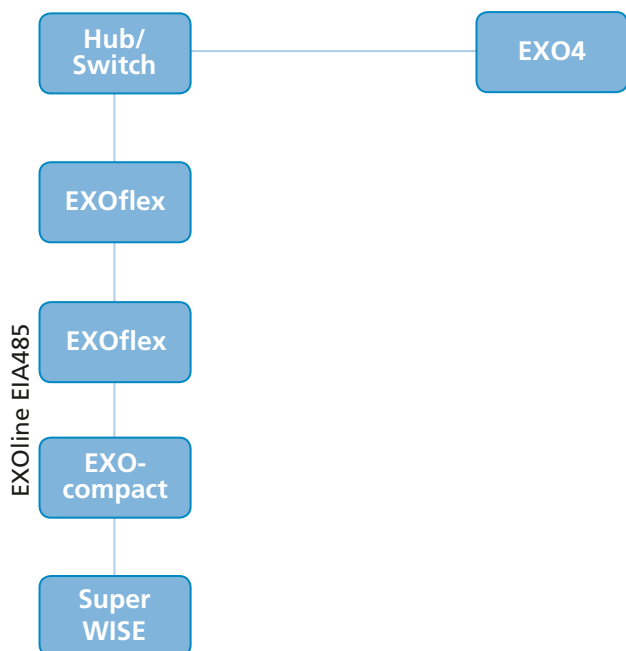 Hub/
Switch
EXO4
EXOflex
EXOflex
EXOline EIA485
EXO-
compact
Super
WISE